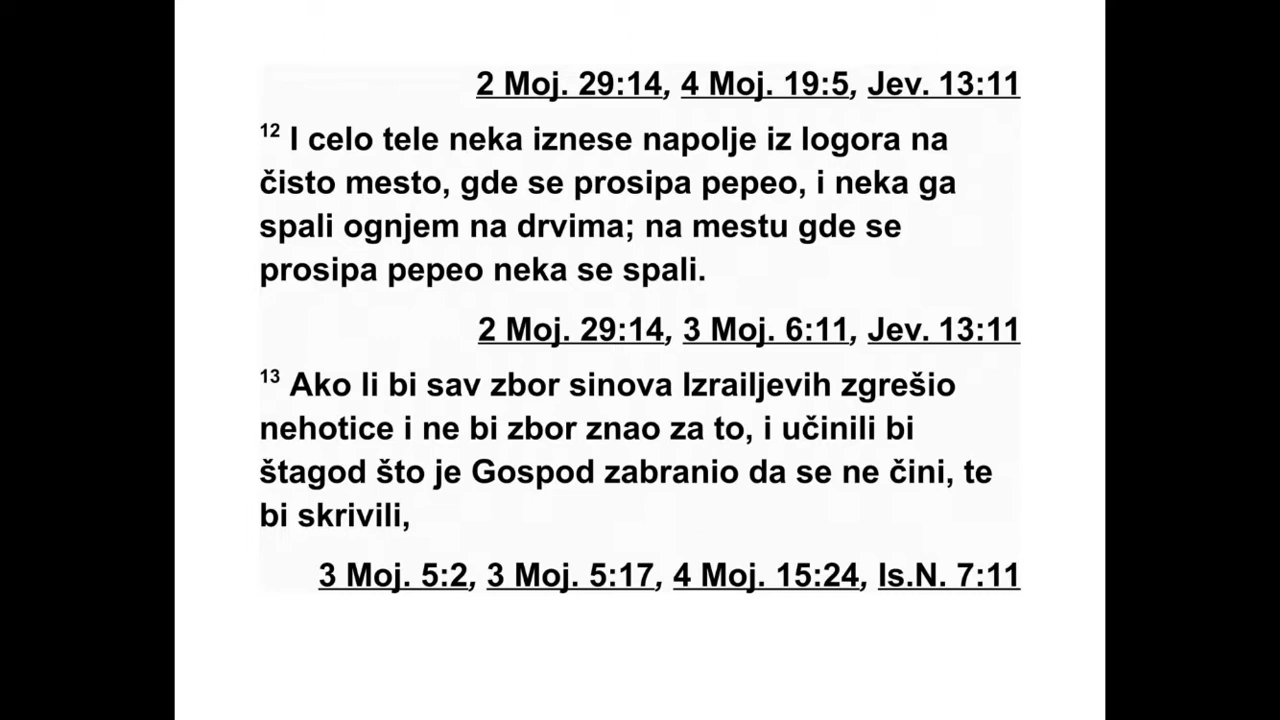 2 Moj. 29:14, 4 Moj. 19:5, Jev. 13:11
12 I celo tele neka iznese napolje iz logora na
čisto mesto, gde se prosipa pepeo, i neka ga
spali ognjem na drvima; na mestu gde se
prosipa pepeo neka se spali.
2 Moj. 29:14, 3 Moj. 6:11, Jev. 13:11
13 Ako li bi sav zbor sinova Izrailjevih zgrešio
nehotice i ne bi zbor znao za to, i učinili bi
štagod što je Gospod zabranio da se ne čini, te
bi skrivili,
3 Moj. 5:2, 3 Moj. 5:17, 4 Moj. 15:24, Is.N. 7:11